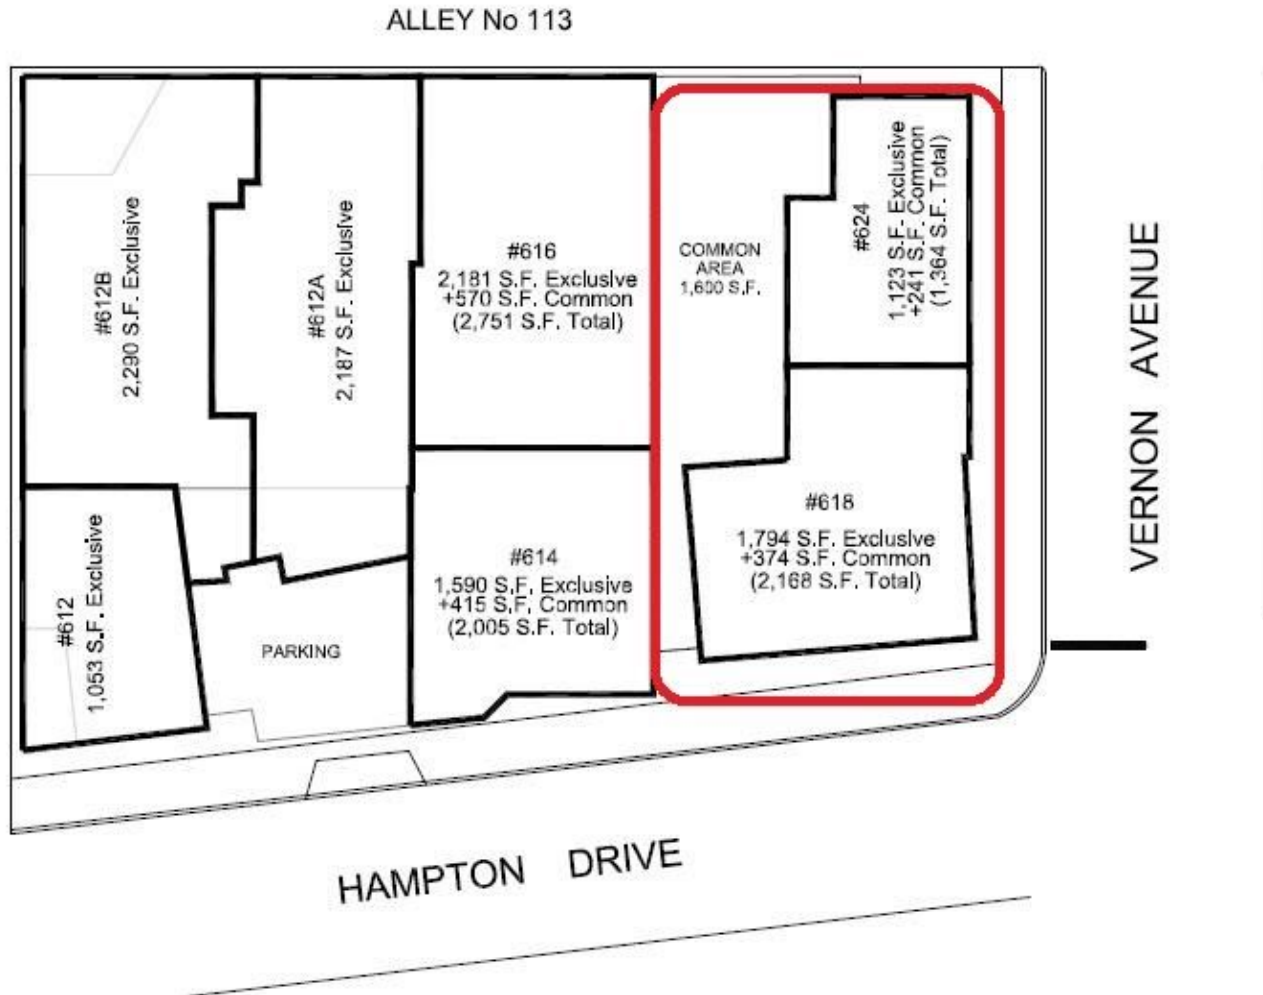 ALLEY No 113
#612B
2,290 S.F. Exclusive
#612A
2,187 S.F. Exclusive
#616
2,181 S.F. Exclusive
+570 S.F. Common
(2,751 S.F. Total)
COMMON
AREA
1,600 S.F.
#624
1,123 S.F. Exclusive
+241 S.F. Common
(1,364 S.F. Total)
VERNON AVENUE
#612
1,053 S.F. Exclusive
PARKING
#614
1,590 S.F. Exclusive
+415 S.F. Common
(2,005 S.F. Total)
#618
1,794 S.F. Exclusive
+374 S.F. Common
(2,168 S.F. Total)
HAMPTON DRIVE